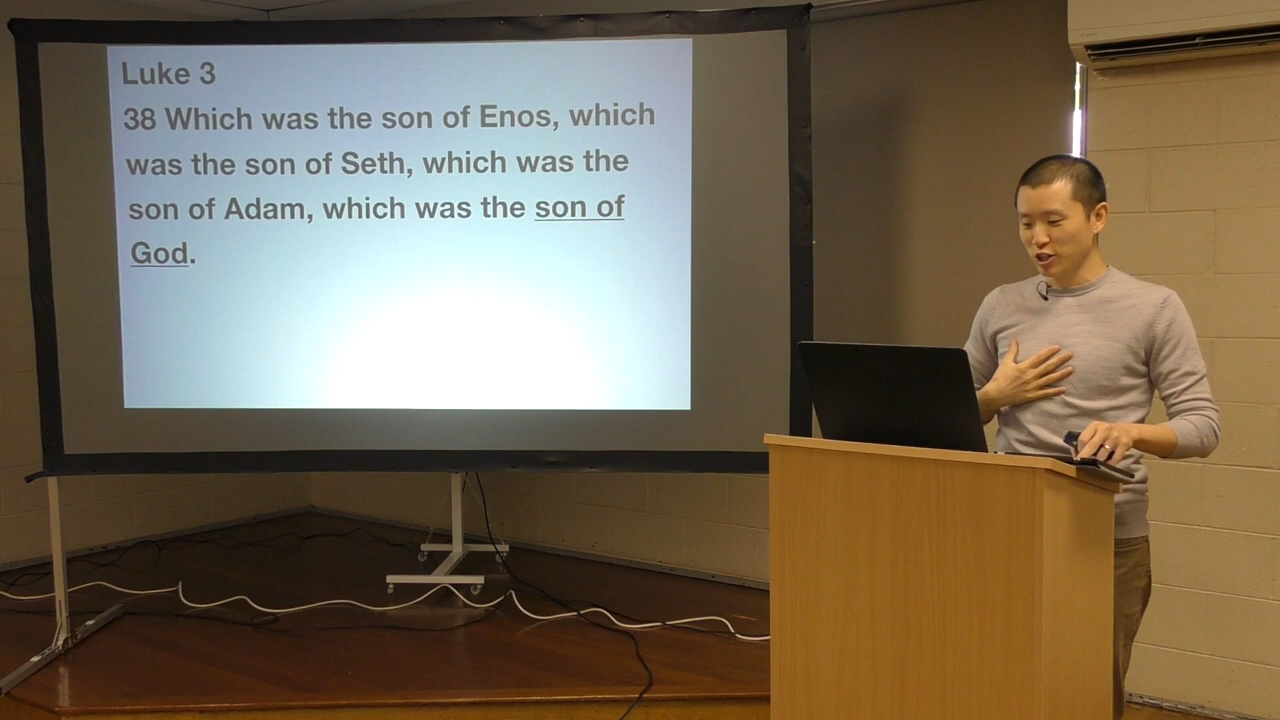 Luke 3
38 Which was the son of Enos, which
was the son of Seth, which was the
son of Adam, which was the son of
God.